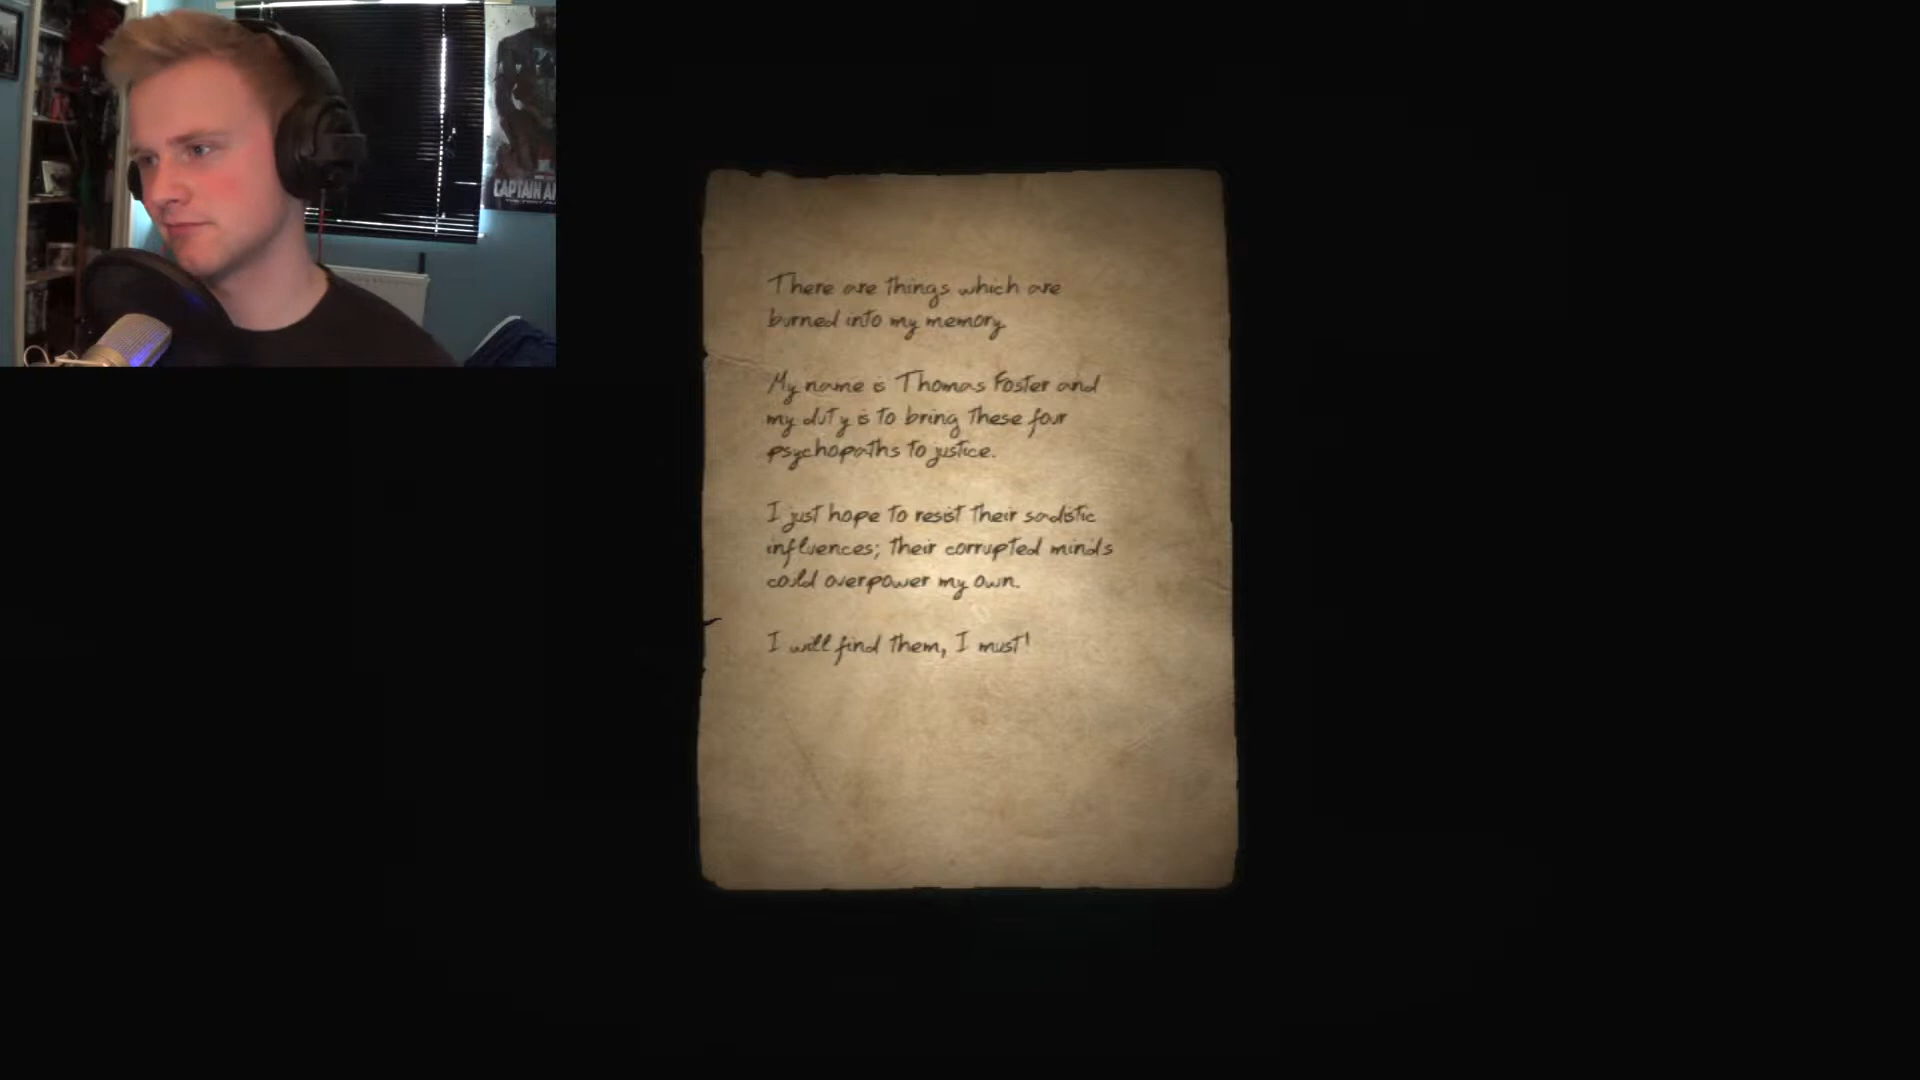 CAPTAIN A
There are things which are
burned into my memory
My name is Thomas Foster and
my duty is to bring these four
psychopaths to justice.
I just hope to resist their sadistic
influences; their corrupted minds
could overpower my own.
I will find them, I must!